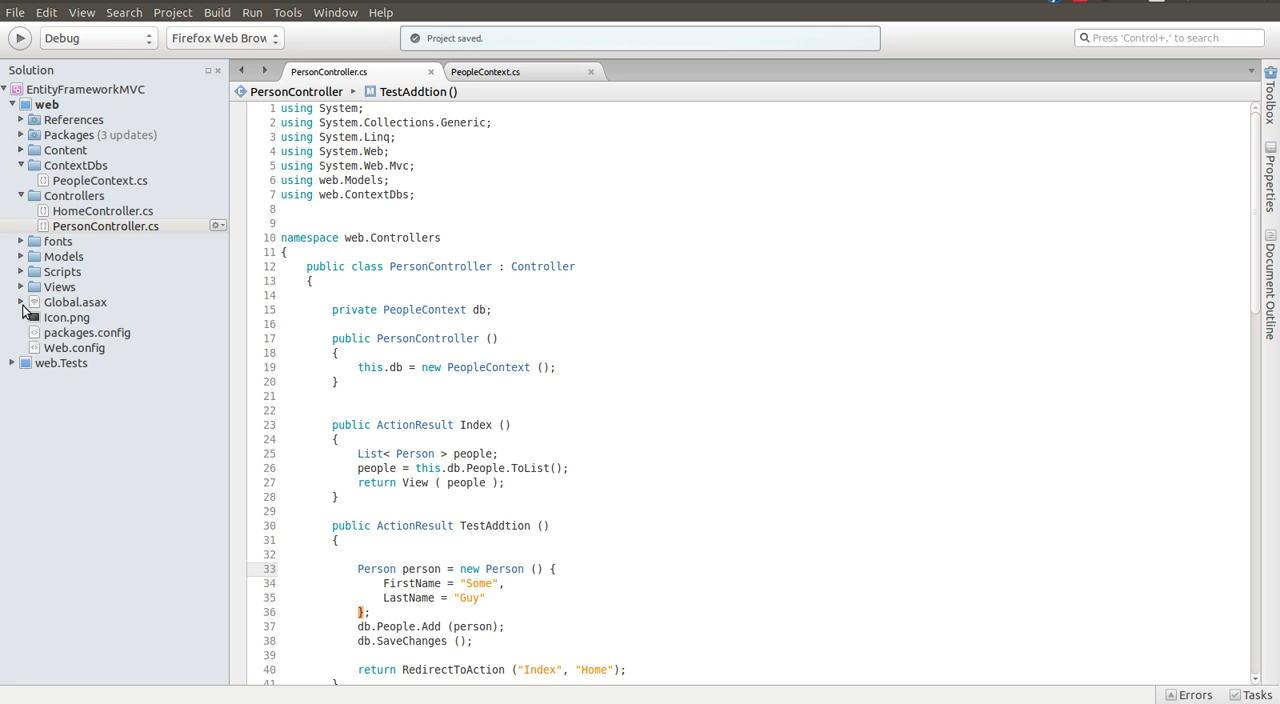 File Edit View Search Project Build Run Tools Window Help
Debug Firefox Web Brow Project saved. Press 'Control+,' to search
Solution
EntityFrameworkMVC
web
References
Packages (3 updates)
Content
ContextDbs
PeopleContext.cs
Controllers
HomeController.cs
PersonController.cs
fonts
Models
Scripts
Views
Global.asax
Icon.png
packages.config
Web.config
web.Tests
PersonController.cs PeopleContext.cs
PersonController TestAddtion ()
1 using System;
2 using System.Collections.Generic;
3 using System.Linq;
4 using System.Web;
5 using System.Web.Mvc;
6 using web.Models;
7 using web.ContextDbs;
8
9
10 namespace web.Controllers
11 {
12 public class PersonController : Controller
13 {
14
15 private PeopleContext db;
16
17 public PersonController ()
18 {
19 this.db = new PeopleContext ();
20 }
21
22
23 public ActionResult Index ()
24 {
25 List< Person > people;
26 people = this.db.People.ToList();
27 return View ( people );
28 }
29
30 public ActionResult TestAddtion ()
31 {
32
33 Person person = new Person () {
34 FirstName = "Some",
35 LastName = "Guy"
36 };
37 db.People.Add (person);
38 db.SaveChanges ();
39
40 return RedirectToAction ("Index", "Home");
41 }
Toolbox
Properties
Document Outline
Errors Tasks